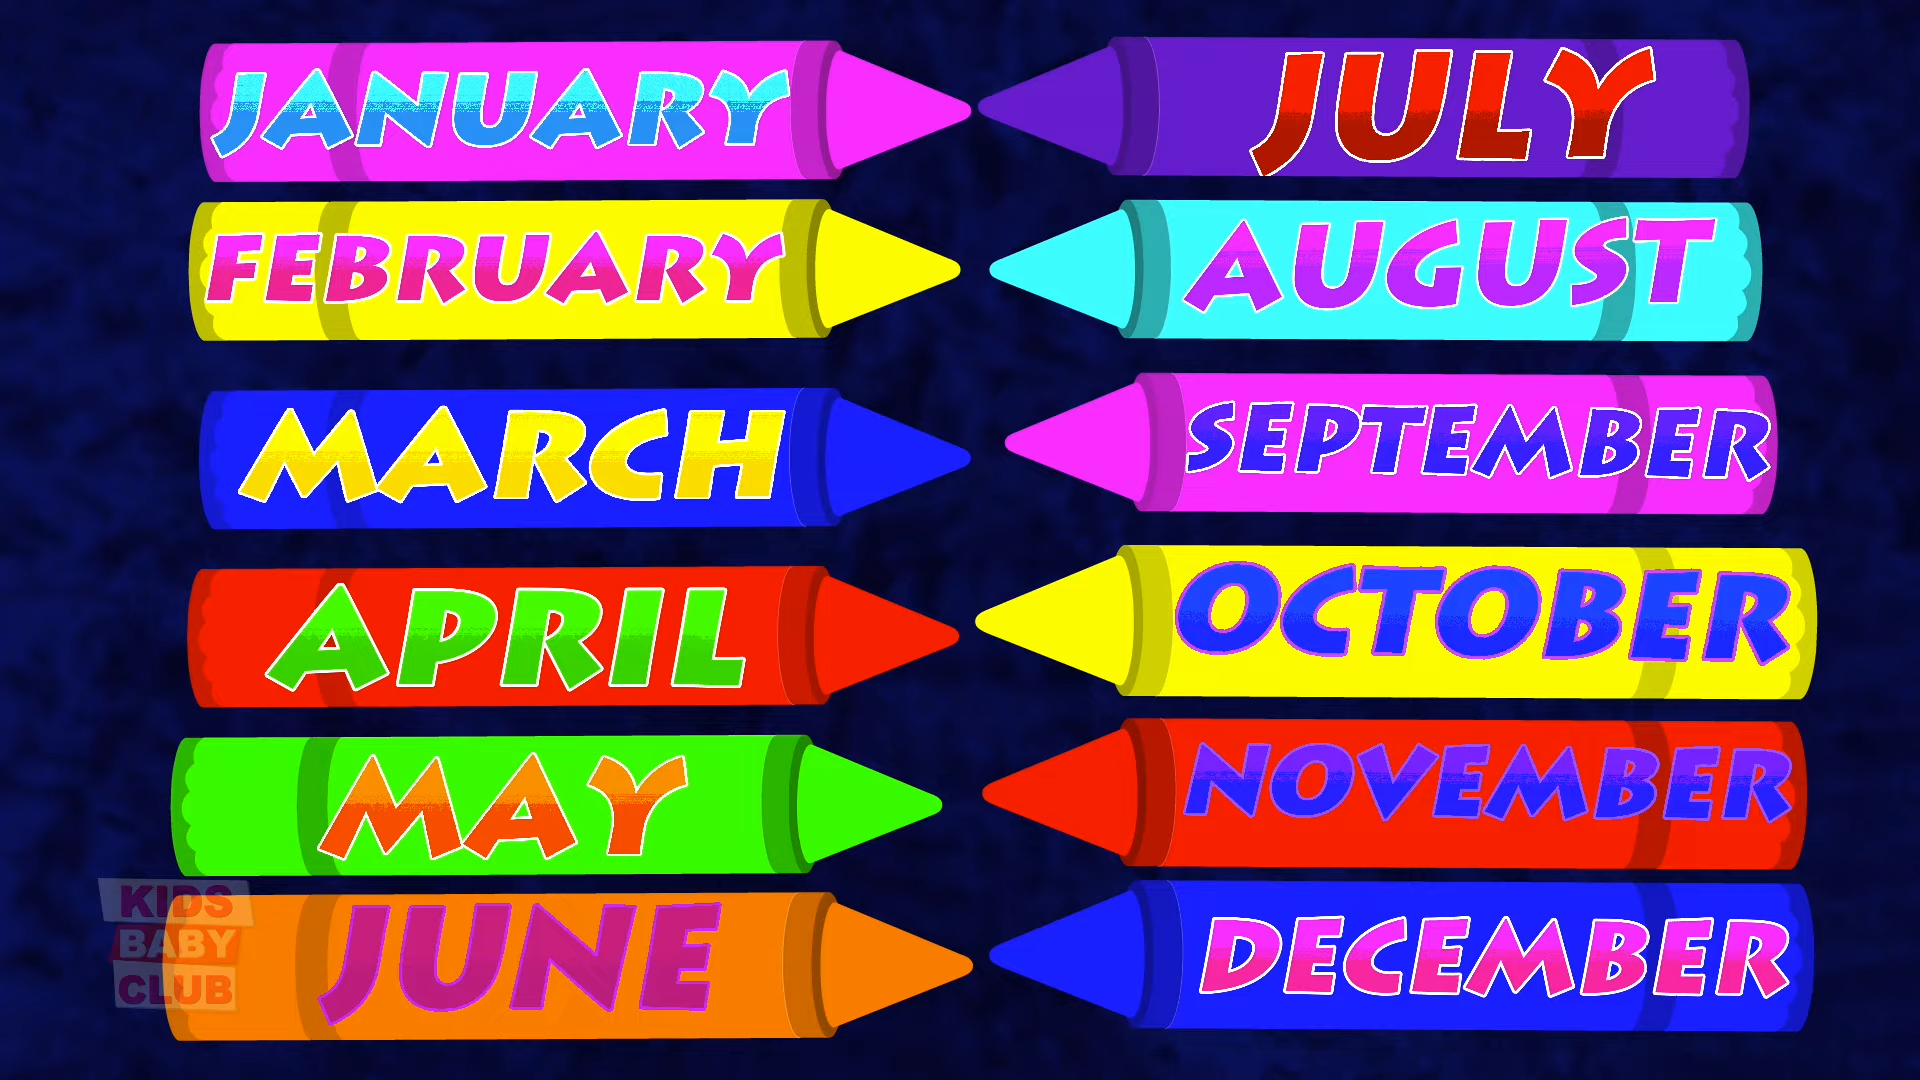 JANUARY
FEBRUARY
MARCH
APRIL
MAY
JUNE
JULY
AUGUST
SEPTEMBER
OCTOBER
NOVEMBER
DECEMBER
KIDS
BABY
CLUB